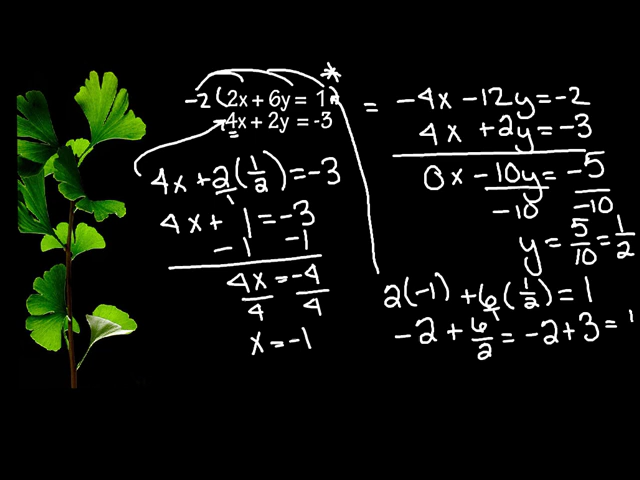 *
-2(2x + 6y = 1)
4x + 2y = -3
4x + 2(1/2) = -3
4x + 1 = -3
-1 -1
4x = -4
4 4
x = -1
= -4x - 12y = -2
4x + 2y = -3
0x - 10y = -5
-10 -10
y = 5/10 = 1/2
2(-1) + 6(1/2) = 1
-2 + 6/2 = -2 + 3 = 1